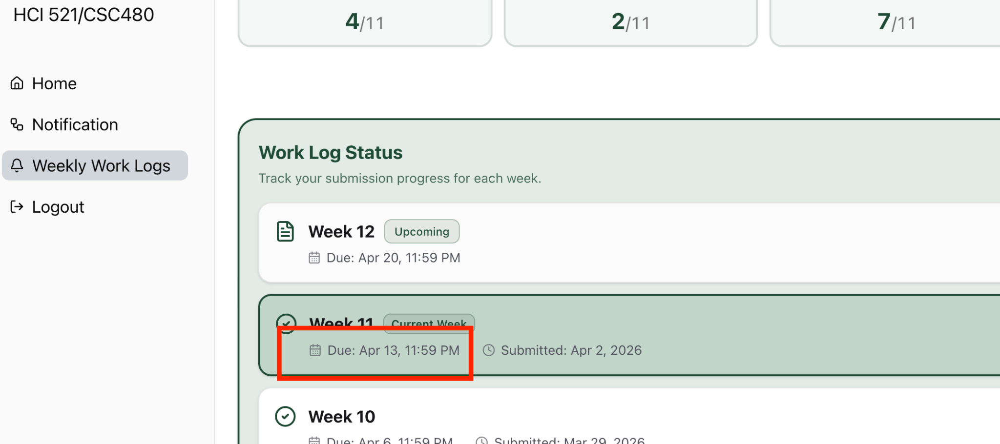 HCI 521/CSC480
Home
Notification
Weekly Work Logs
Logout
4/11
2/11
7/11
Work Log Status
Track your submission progress for each week.
Week 12 Upcoming
Due: Apr 20, 11:59 PM
Week 11 Current Week
Due: Apr 13, 11:59 PM Submitted: Apr 2, 2026
Week 10
Due: Apr 6, 11:59 PM Submitted: Mar 29, 2026